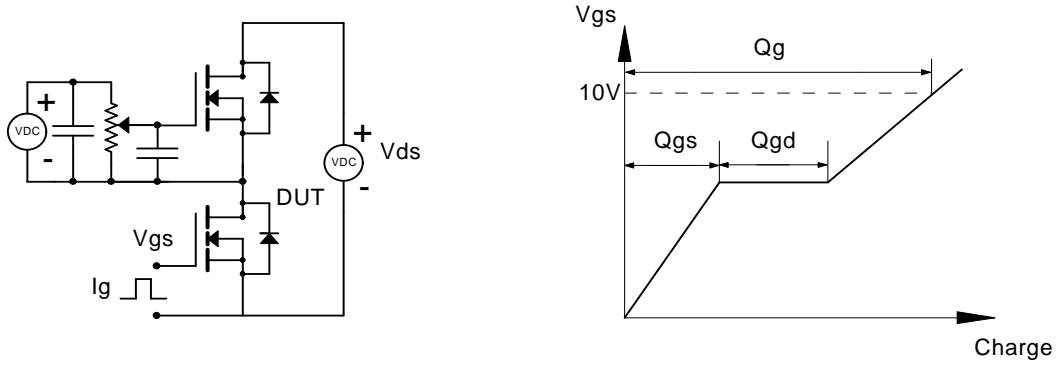 +
VDC
-
+
VDC
-
Vds
DUT
Vgs
Ig
Vgs
Qg
10V
Qgs
Qgd
Charge